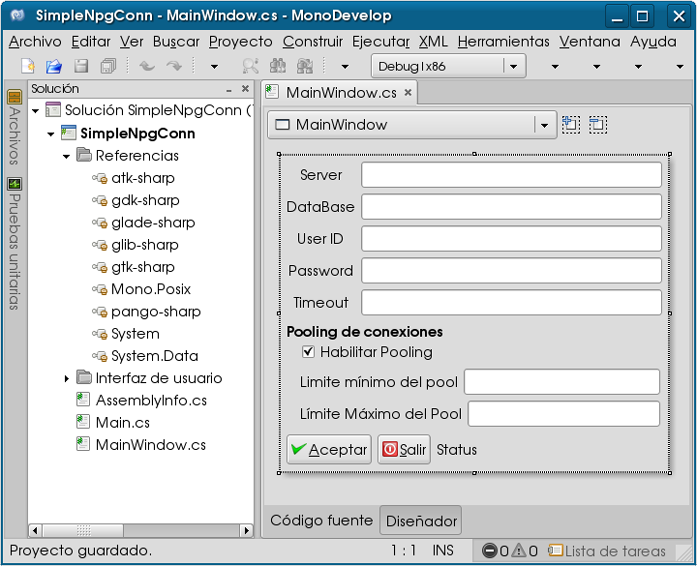 SimpleNpgConn - MainWindow.cs - MonoDevelop
Archivo Editar Ver Buscar Proyecto Construir Ejecutar XML Herramientas Ventana Ayuda
Debug|x86
Archivos
Pruebas unitarias
Solución
Solución SimpleNpgConn (
SimpleNpgConn
Referencias
atk-sharp
gdk-sharp
glade-sharp
glib-sharp
gtk-sharp
Mono.Posix
pango-sharp
System
System.Data
Interfaz de usuario
AssemblyInfo.cs
Main.cs
MainWindow.cs
MainWindow.cs
MainWindow
Server
DataBase
User ID
Password
Timeout
Pooling de conexiones
Habilitar Pooling
Limite mínimo del pool
Límite Máximo del Pool
Aceptar Salir Status
Código fuente Diseñador
Proyecto guardado. 1 : 1 INS 0 0 Lista de tareas